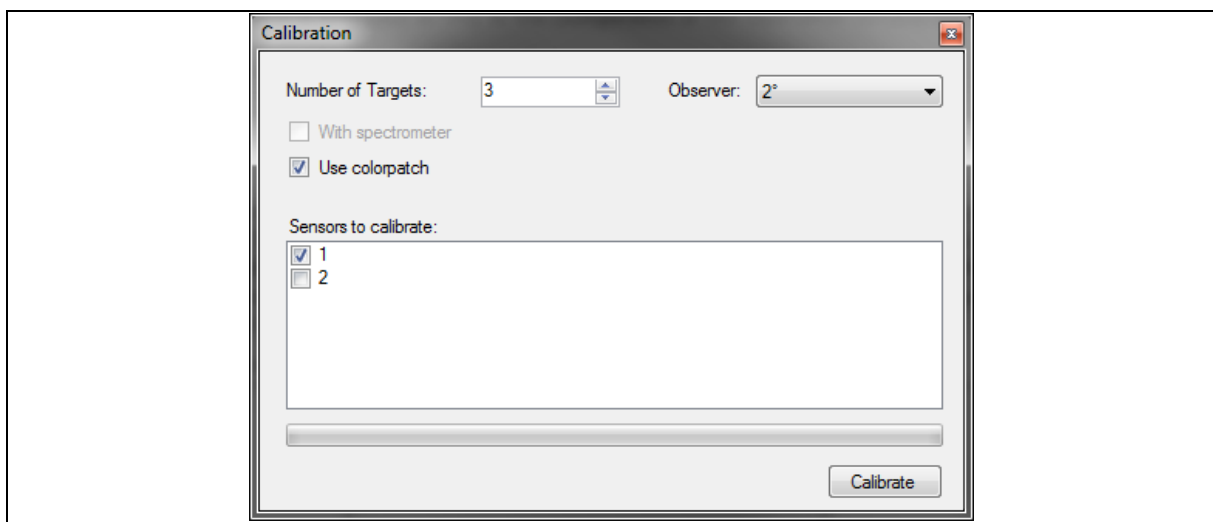 Calibration
Number of Targets: 3 Observer: 2°
With spectrometer
Use colorpatch
Sensors to calibrate:
1
2
Calibrate